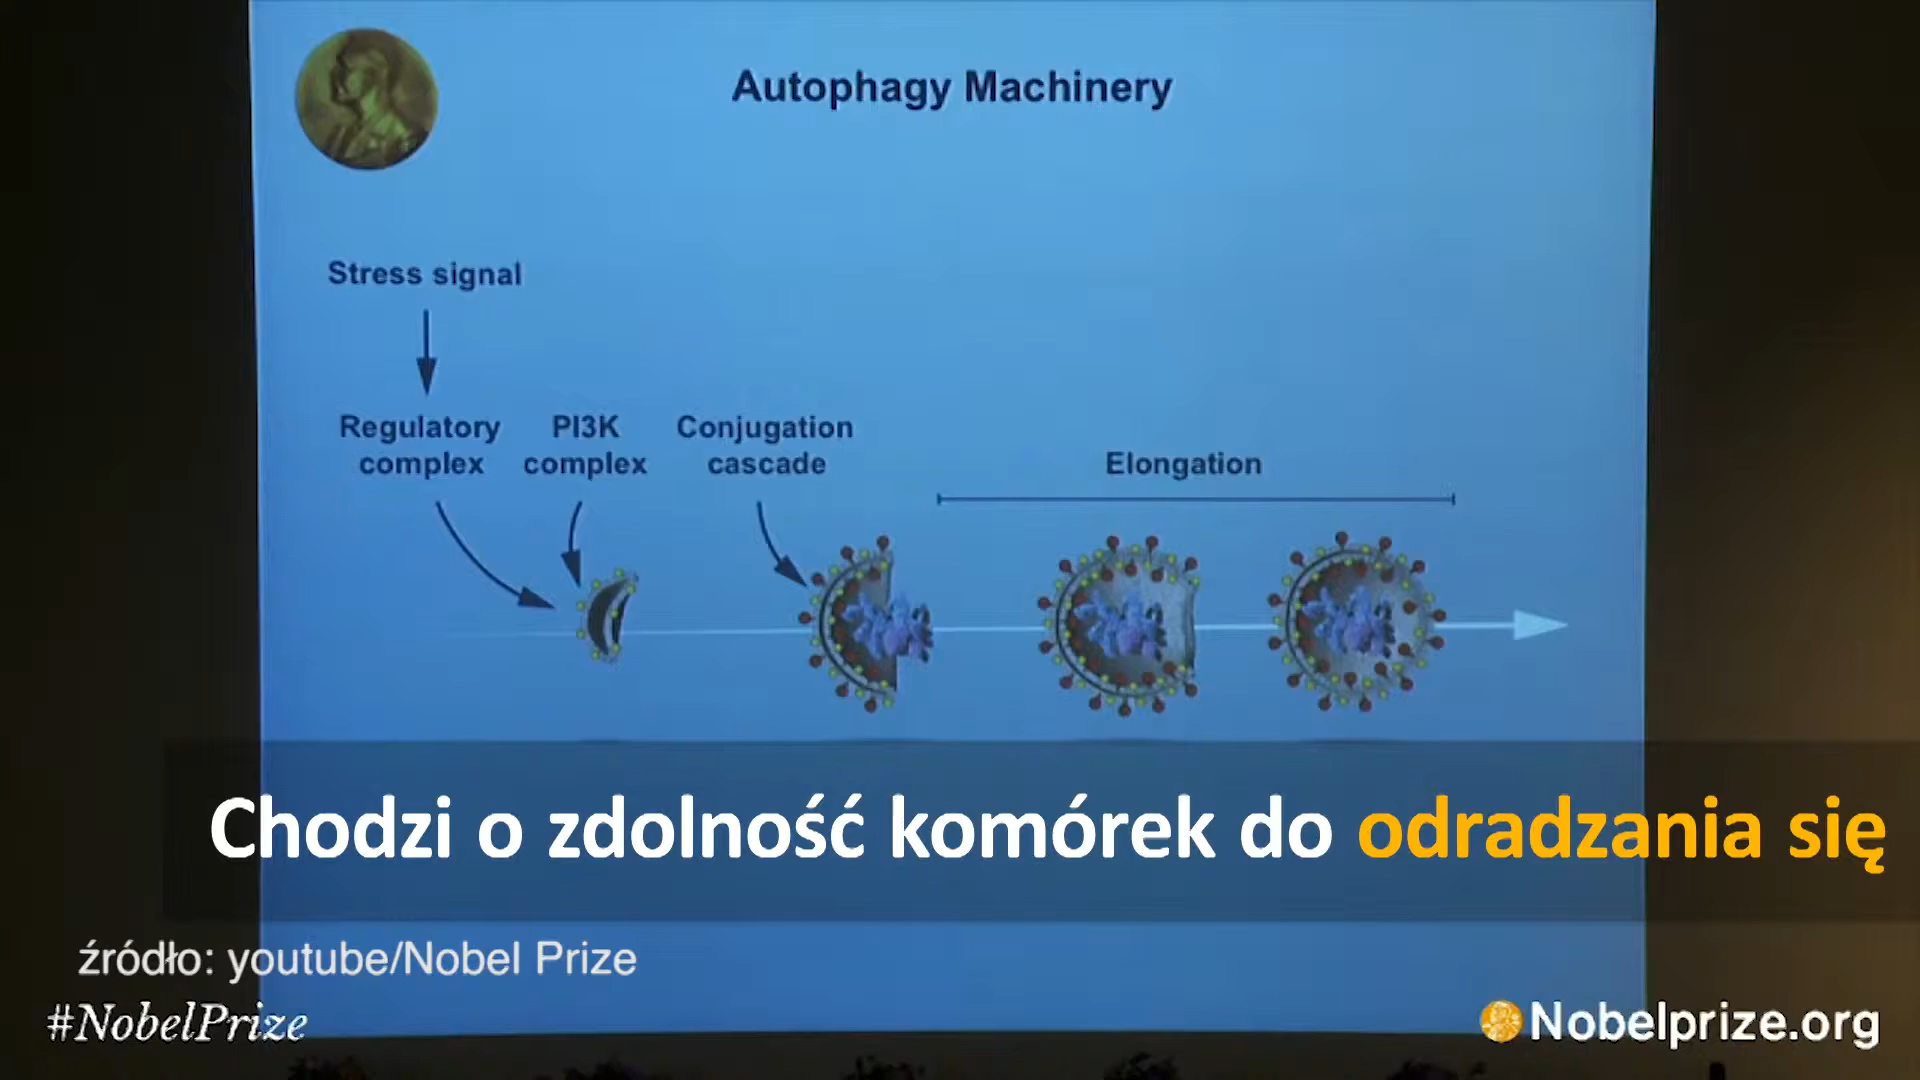 Autophagy Machinery
Stress signal
Regulatory
complex
PI3K
complex
Conjugation
cascade
Elongation
Chodzi o zdolność komórek do odradzania się
źródło: youtube/Nobel Prize
#NobelPrize
Nobelprize.org